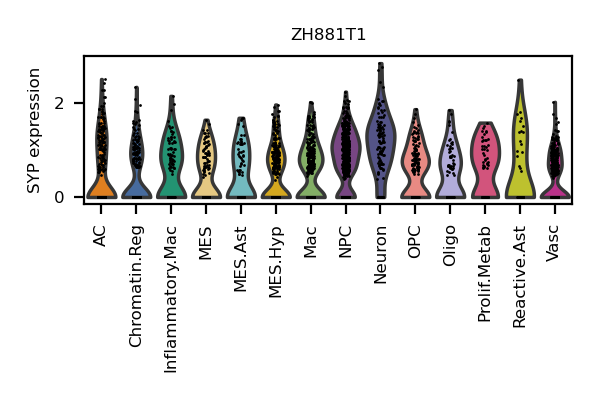 ZH881T1
SYP expression
2
0
AC
Chromatin.Reg
Inflammatory.Mac
MES
MES.Ast
MES.Hyp
Mac
NPC
Neuron
OPC
Oligo
Prolif.Metab
Reactive.Ast
Vasc